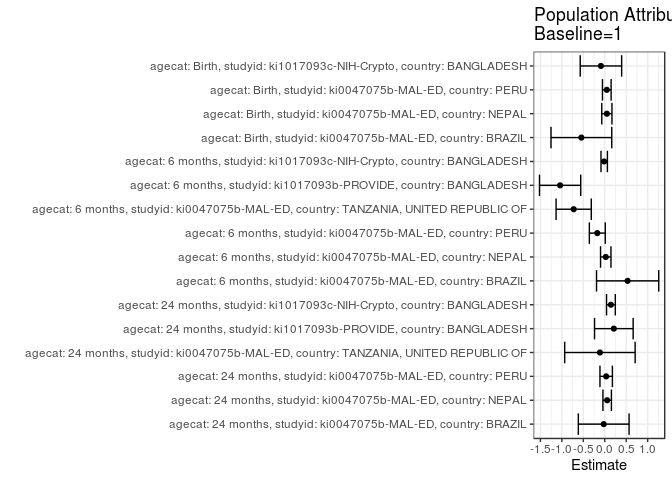 Population Attribu
Baseline=1
agecat: Birth, studyid: ki1017093c-NIH-Crypto, country: BANGLADESH
agecat: Birth, studyid: ki0047075b-MAL-ED, country: PERU
agecat: Birth, studyid: ki0047075b-MAL-ED, country: NEPAL
agecat: Birth, studyid: ki0047075b-MAL-ED, country: BRAZIL
agecat: 6 months, studyid: ki1017093c-NIH-Crypto, country: BANGLADESH
agecat: 6 months, studyid: ki1017093b-PROVIDE, country: BANGLADESH
agecat: 6 months, studyid: ki0047075b-MAL-ED, country: TANZANIA, UNITED REPUBLIC OF
agecat: 6 months, studyid: ki0047075b-MAL-ED, country: PERU
agecat: 6 months, studyid: ki0047075b-MAL-ED, country: NEPAL
agecat: 6 months, studyid: ki0047075b-MAL-ED, country: BRAZIL
agecat: 24 months, studyid: ki1017093c-NIH-Crypto, country: BANGLADESH
agecat: 24 months, studyid: ki1017093b-PROVIDE, country: BANGLADESH
agecat: 24 months, studyid: ki0047075b-MAL-ED, country: TANZANIA, UNITED REPUBLIC OF
agecat: 24 months, studyid: ki0047075b-MAL-ED, country: PERU
agecat: 24 months, studyid: ki0047075b-MAL-ED, country: NEPAL
agecat: 24 months, studyid: ki0047075b-MAL-ED, country: BRAZIL
-1.5 -1.0 -0.5 0.0 0.5 1.0
Estimate